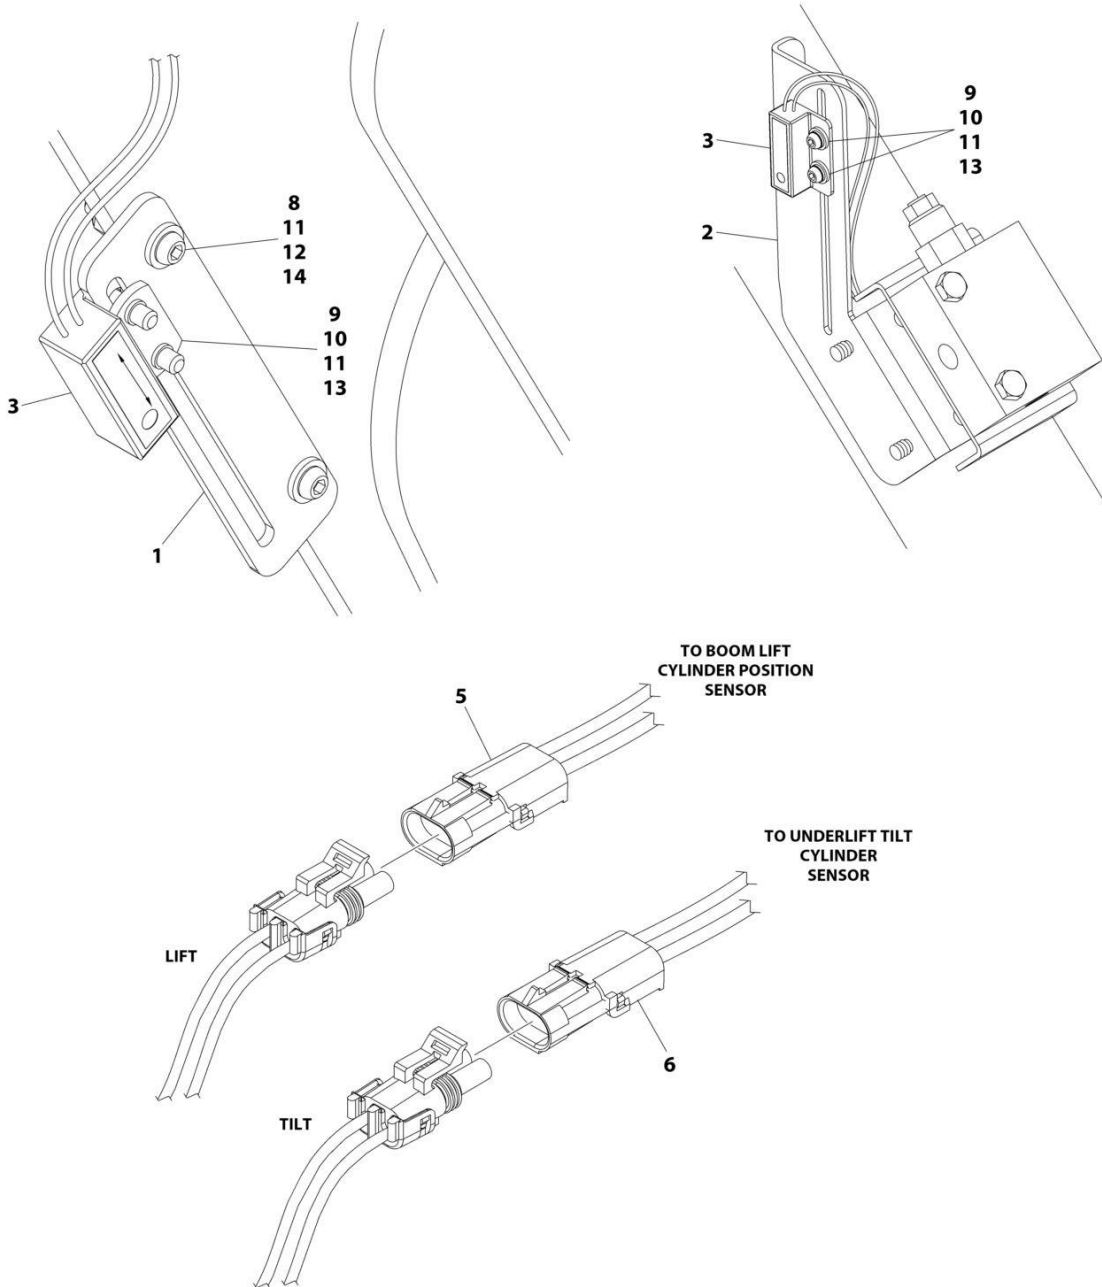 8
11
12
14
9
10
11
13
3
1
9
10
11
13
3
2
TO BOOM LIFT
CYLINDER POSITION
SENSOR
5
LIFT
TO UNDERLIFT TILT
CYLINDER
SENSOR
6
TILT